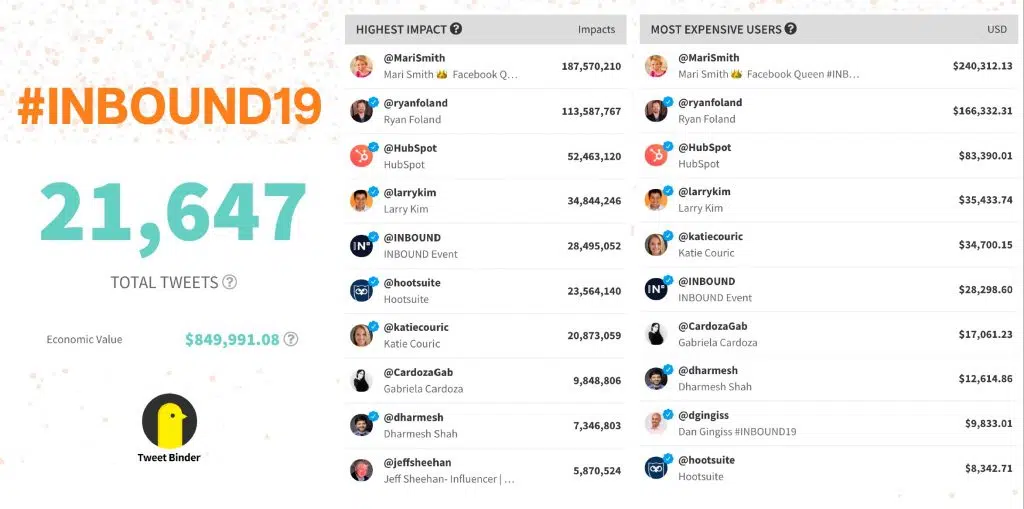 #INBOUND19
21,647
TOTAL TWEETS ?
Economic Value $849,991.08 ?
Tweet Binder
HIGHEST IMPACT ? Impacts
@MariSmith
Mari Smith 👑 Facebook Q… 187,570,210
@ryanfoland
Ryan Foland 113,587,767
@HubSpot
HubSpot 52,463,120
@larrykim
Larry Kim 34,844,246
@INBOUND
INBOUND Event 28,495,052
@hootsuite
Hootsuite 23,564,140
@katiecouric
Katie Couric 20,873,059
@CardozaGab
Gabriela Cardoza 9,848,806
@dharmesh
Dharmesh Shah 7,346,803
@jeffsheehan
Jeff Sheehan- Influencer | … 5,870,524
MOST EXPENSIVE USERS ? USD
@MariSmith
Mari Smith 👑 Facebook Queen #INB… $240,312.13
@ryanfoland
Ryan Foland $166,332.31
@HubSpot
HubSpot $83,390.01
@larrykim
Larry Kim $35,433.74
@katiecouric
Katie Couric $34,700.15
@INBOUND
INBOUND Event $28,298.60
@CardozaGab
Gabriela Cardoza $17,061.23
@dharmesh
Dharmesh Shah $12,614.86
@dgingiss
Dan Gingiss #INBOUND19 $9,833.01
@hootsuite
Hootsuite $8,342.71